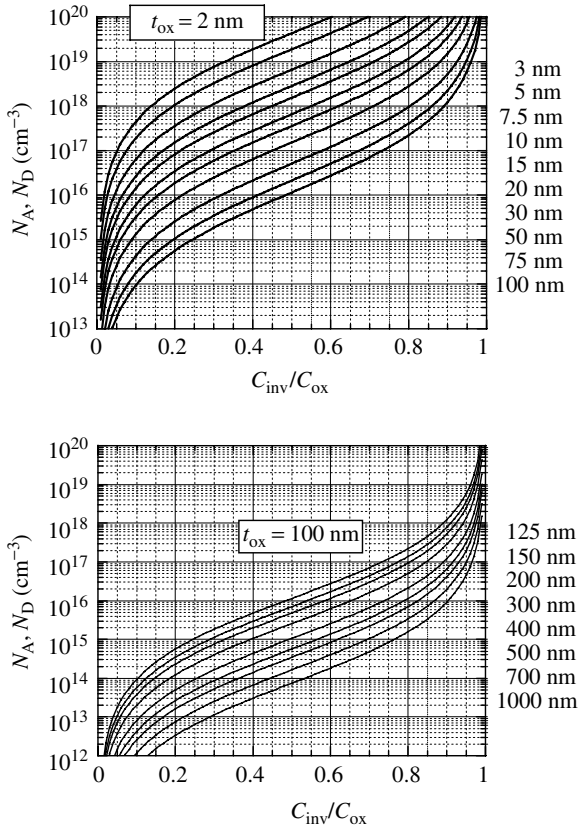 t_ox = 2 nm
10^20
10^19
10^18
10^17
10^16
10^15
10^14
10^13
N_A, N_D (cm^−3)
0
0.2
0.4
0.6
0.8
1
C_inv/C_ox
3 nm
5 nm
7.5 nm
10 nm
15 nm
20 nm
30 nm
50 nm
75 nm
100 nm
t_ox = 100 nm
10^20
10^19
10^18
10^17
10^16
10^15
10^14
10^13
10^12
N_A, N_D (cm^−3)
0
0.2
0.4
0.6
0.8
1
C_inv/C_ox
125 nm
150 nm
200 nm
300 nm
400 nm
500 nm
700 nm
1000 nm